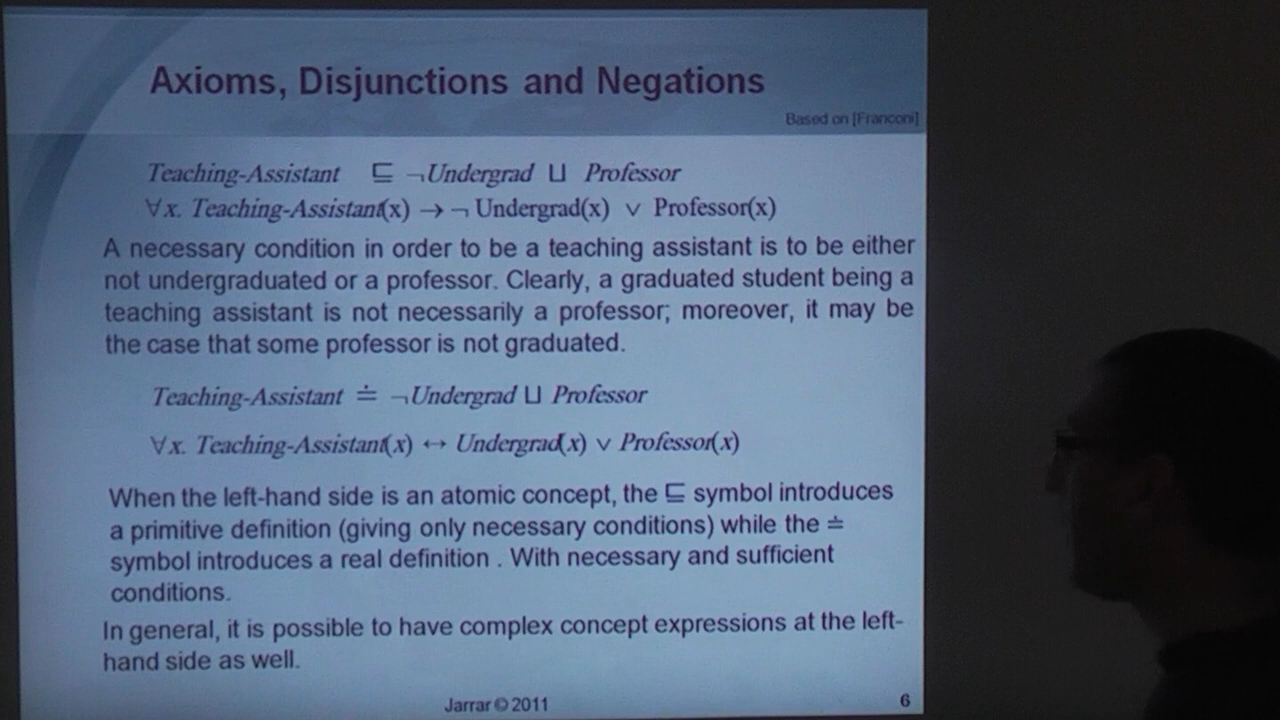 Axioms, Disjunctions and Negations
Based on [Franconi]
Teaching-Assistant ⊑ ¬Undergrad ⊔ Professor
∀x. Teaching-Assistant(x) → ¬ Undergrad(x) ∨ Professor(x)
A necessary condition in order to be a teaching assistant is to be either
not undergraduated or a professor. Clearly, a graduated student being a
teaching assistant is not necessarily a professor; moreover, it may be
the case that some professor is not graduated.
Teaching-Assistant ≐ ¬Undergrad ⊔ Professor
∀x. Teaching-Assistant(x) ↔ Undergrad(x) ∨ Professor(x)
When the left-hand side is an atomic concept, the ⊑ symbol introduces
a primitive definition (giving only necessary conditions) while the ≐
symbol introduces a real definition . With necessary and sufficient
conditions.
In general, it is possible to have complex concept expressions at the left-
hand side as well.
Jarrar © 2011
6